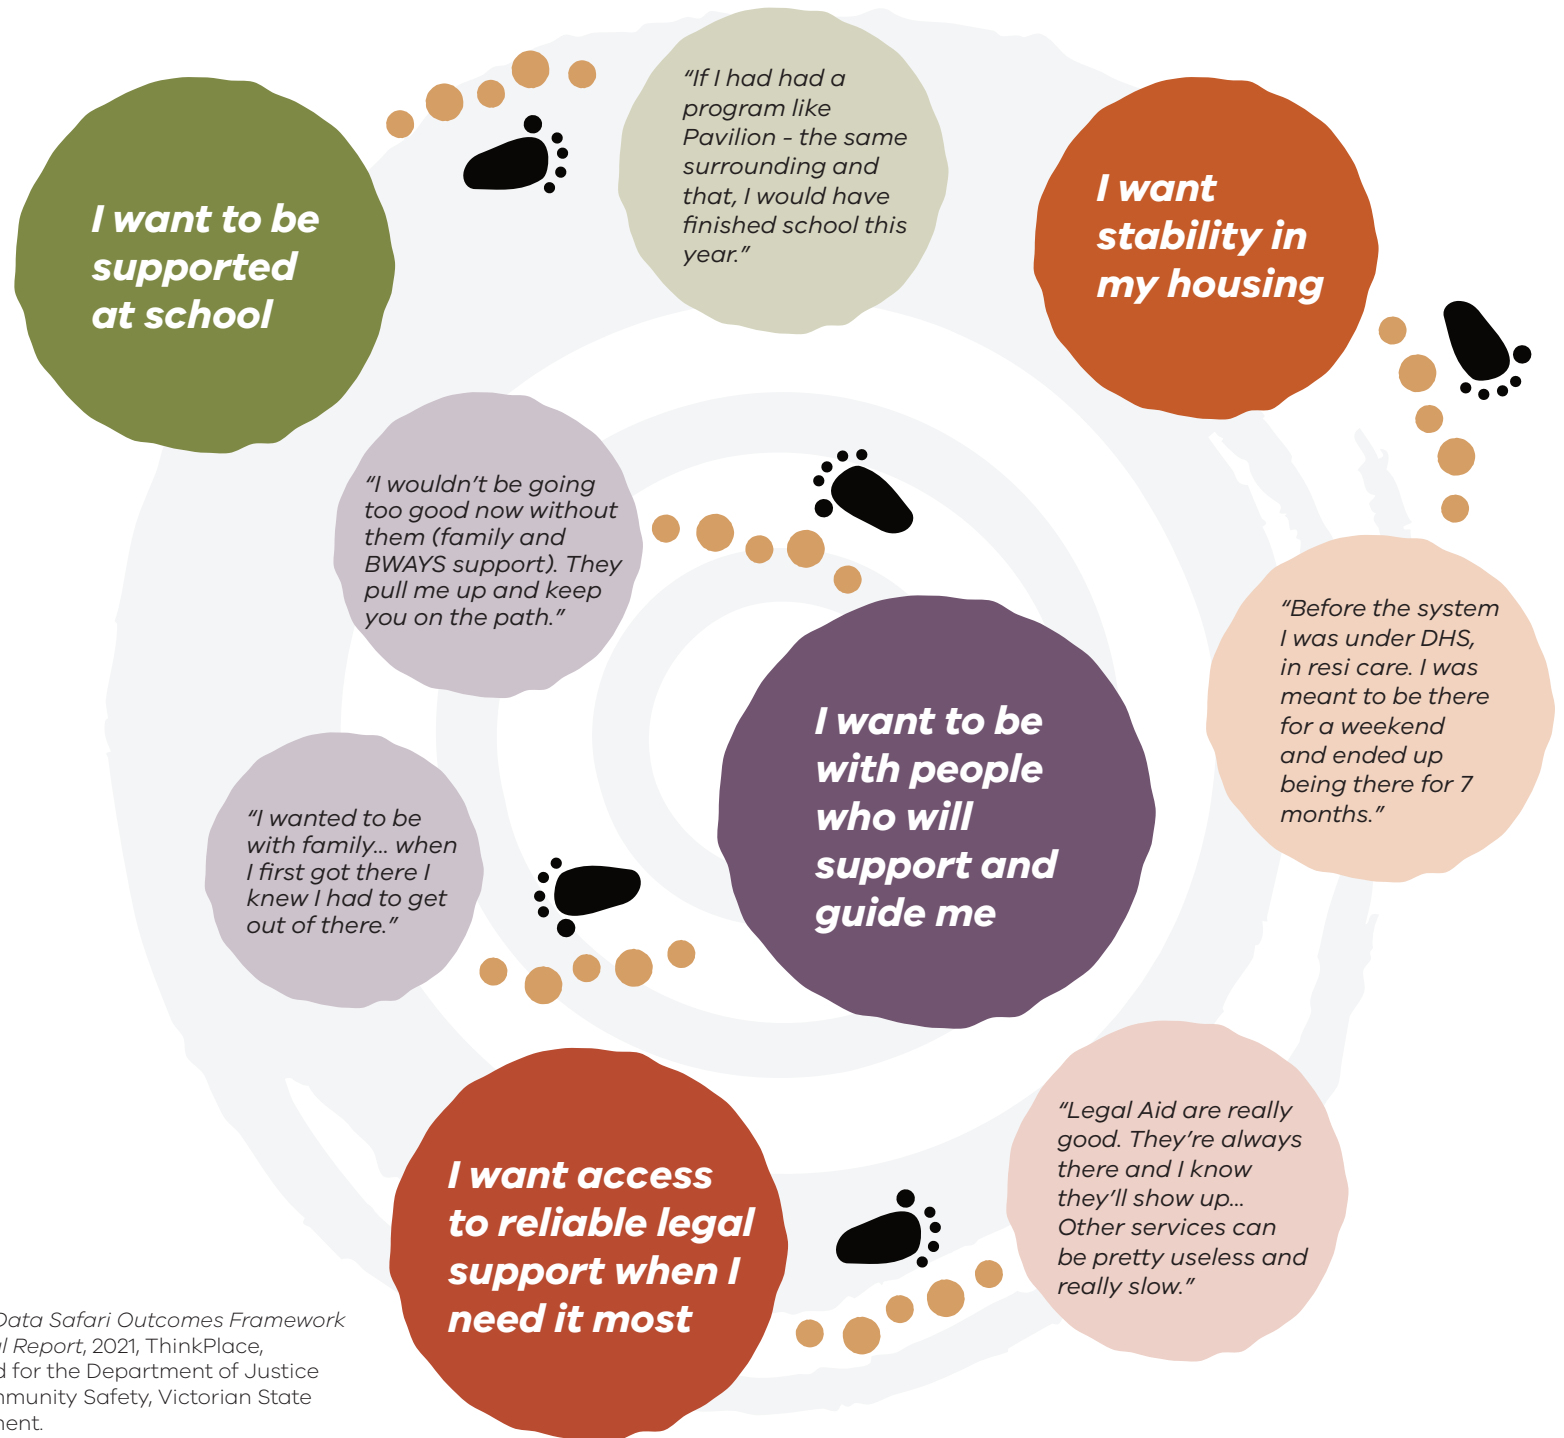 I want to be
supported
at school
“If I had had a
program like
Pavilion - the same
surrounding and
that, I would have
finished school this
year.”
I want
stability in
my housing
“I wouldn’t be going
too good now without
them (family and
BWAYS support). They
pull me up and keep
you on the path.”
“Before the system
I was under DHS,
in resi care. I was
meant to be there
for a weekend
and ended up
being there for 7
months.”
I want to be
with people
who will
support and
guide me
“I wanted to be
with family... when
I first got there I
knew I had to get
out of there.”
I want access
to reliable legal
support when I
need it most
“Legal Aid are really
good. They’re always
there and I know
they’ll show up...
Other services can
be pretty useless and
really slow.”
Data Safari Outcomes Framework
Report, 2021, ThinkPlace,
for the Department of Justice
Safety, Victorian State